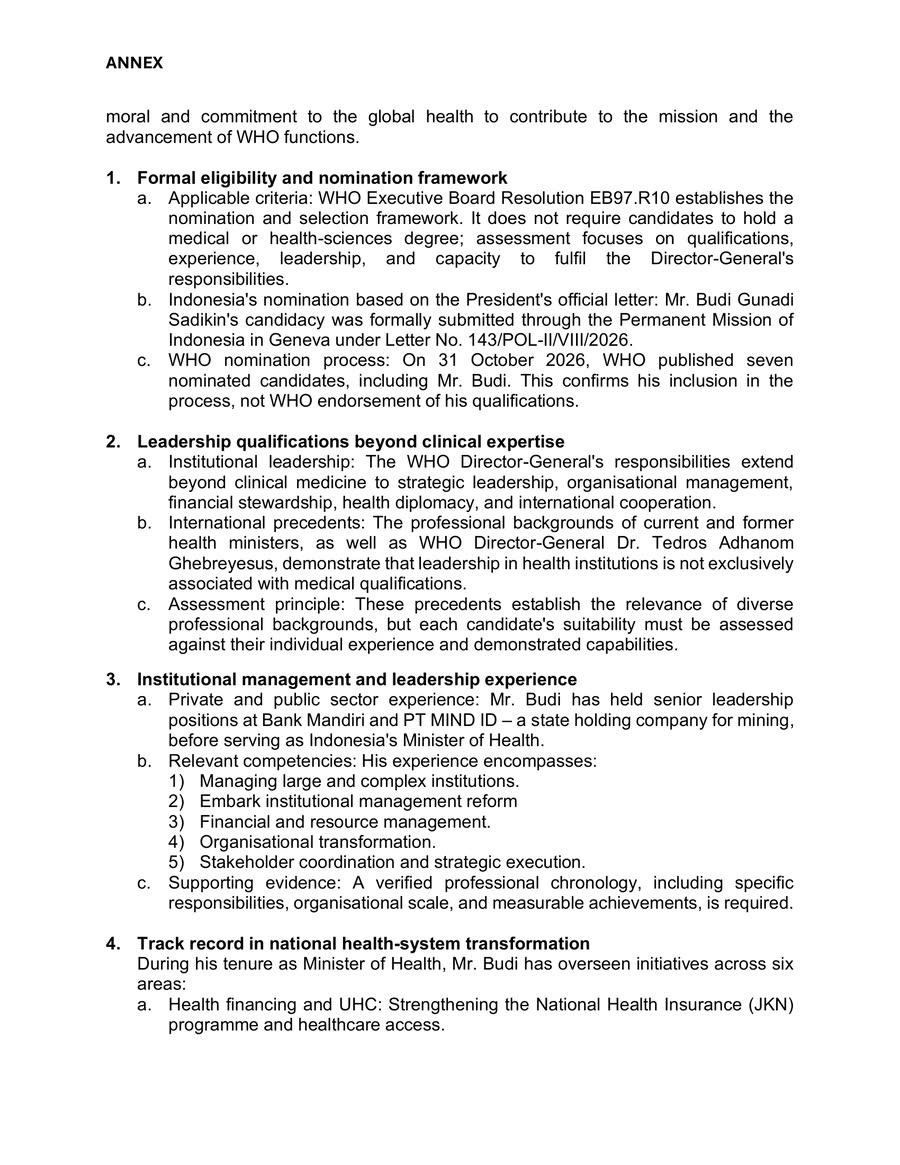 ANNEX
moral and commitment to the global health to contribute to the mission and the
advancement of WHO functions.
1. Formal eligibility and nomination framework
a. Applicable criteria: WHO Executive Board Resolution EB97.R10 establishes the
nomination and selection framework. It does not require candidates to hold a
medical or health-sciences degree; assessment focuses on qualifications,
experience, leadership, and capacity to fulfil the Director-General's
responsibilities.
b. Indonesia's nomination based on the President's official letter: Mr. Budi Gunadi
Sadikin's candidacy was formally submitted through the Permanent Mission of
Indonesia in Geneva under Letter No. 143/POL-II/VIII/2026.
c. WHO nomination process: On 31 October 2026, WHO published seven
nominated candidates, including Mr. Budi. This confirms his inclusion in the
process, not WHO endorsement of his qualifications.
2. Leadership qualifications beyond clinical expertise
a. Institutional leadership: The WHO Director-General's responsibilities extend
beyond clinical medicine to strategic leadership, organisational management,
financial stewardship, health diplomacy, and international cooperation.
b. International precedents: The professional backgrounds of current and former
health ministers, as well as WHO Director-General Dr. Tedros Adhanom
Ghebreyesus, demonstrate that leadership in health institutions is not exclusively
associated with medical qualifications.
c. Assessment principle: These precedents establish the relevance of diverse
professional backgrounds, but each candidate's suitability must be assessed
against their individual experience and demonstrated capabilities.
3. Institutional management and leadership experience
a. Private and public sector experience: Mr. Budi has held senior leadership
positions at Bank Mandiri and PT MIND ID – a state holding company for mining,
before serving as Indonesia's Minister of Health.
b. Relevant competencies: His experience encompasses:
1) Managing large and complex institutions.
2) Embark institutional management reform
3) Financial and resource management.
4) Organisational transformation.
5) Stakeholder coordination and strategic execution.
c. Supporting evidence: A verified professional chronology, including specific
responsibilities, organisational scale, and measurable achievements, is required.
4. Track record in national health-system transformation
During his tenure as Minister of Health, Mr. Budi has overseen initiatives across six
areas:
a. Health financing and UHC: Strengthening the National Health Insurance (JKN)
programme and healthcare access.